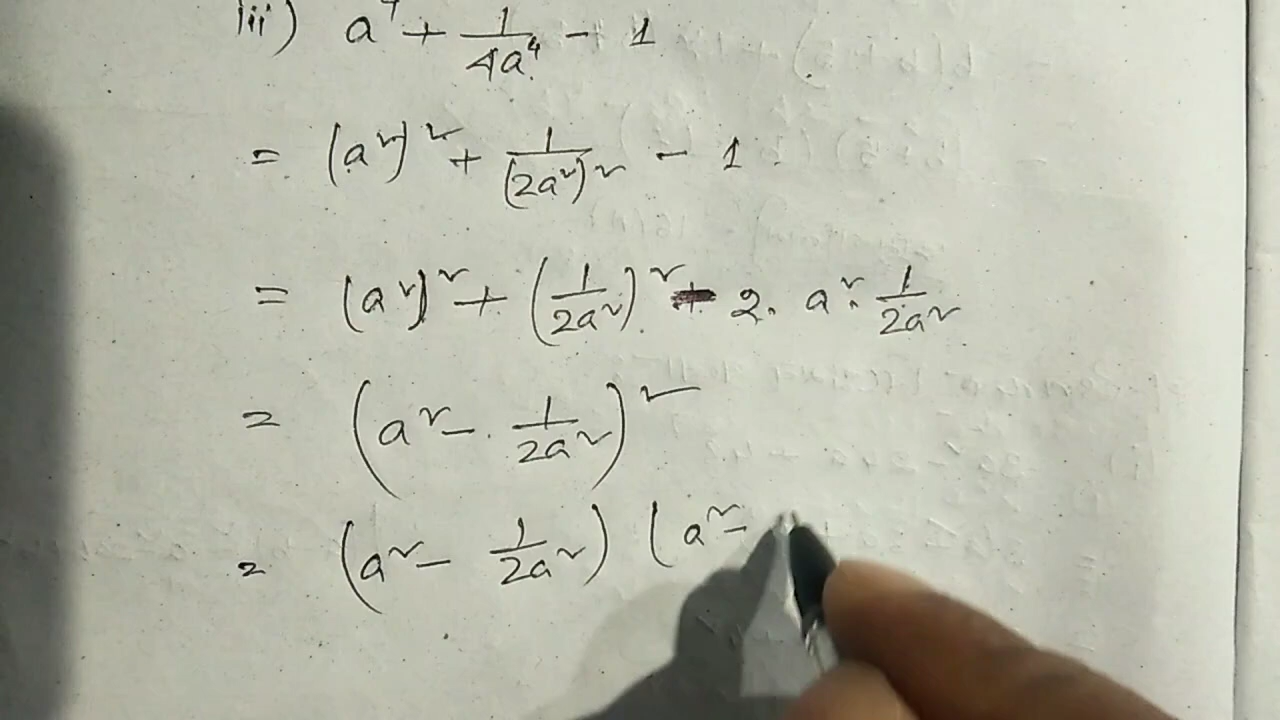 iii) a⁴ + 1/4a⁴ - 1
= (a²)² + 1/(2a²)² - 1
= (a²)² + (1/2a²)² - 2. a². 1/2a²
= (a² - 1/2a²)²
= (a² - 1/2a²) (a² -